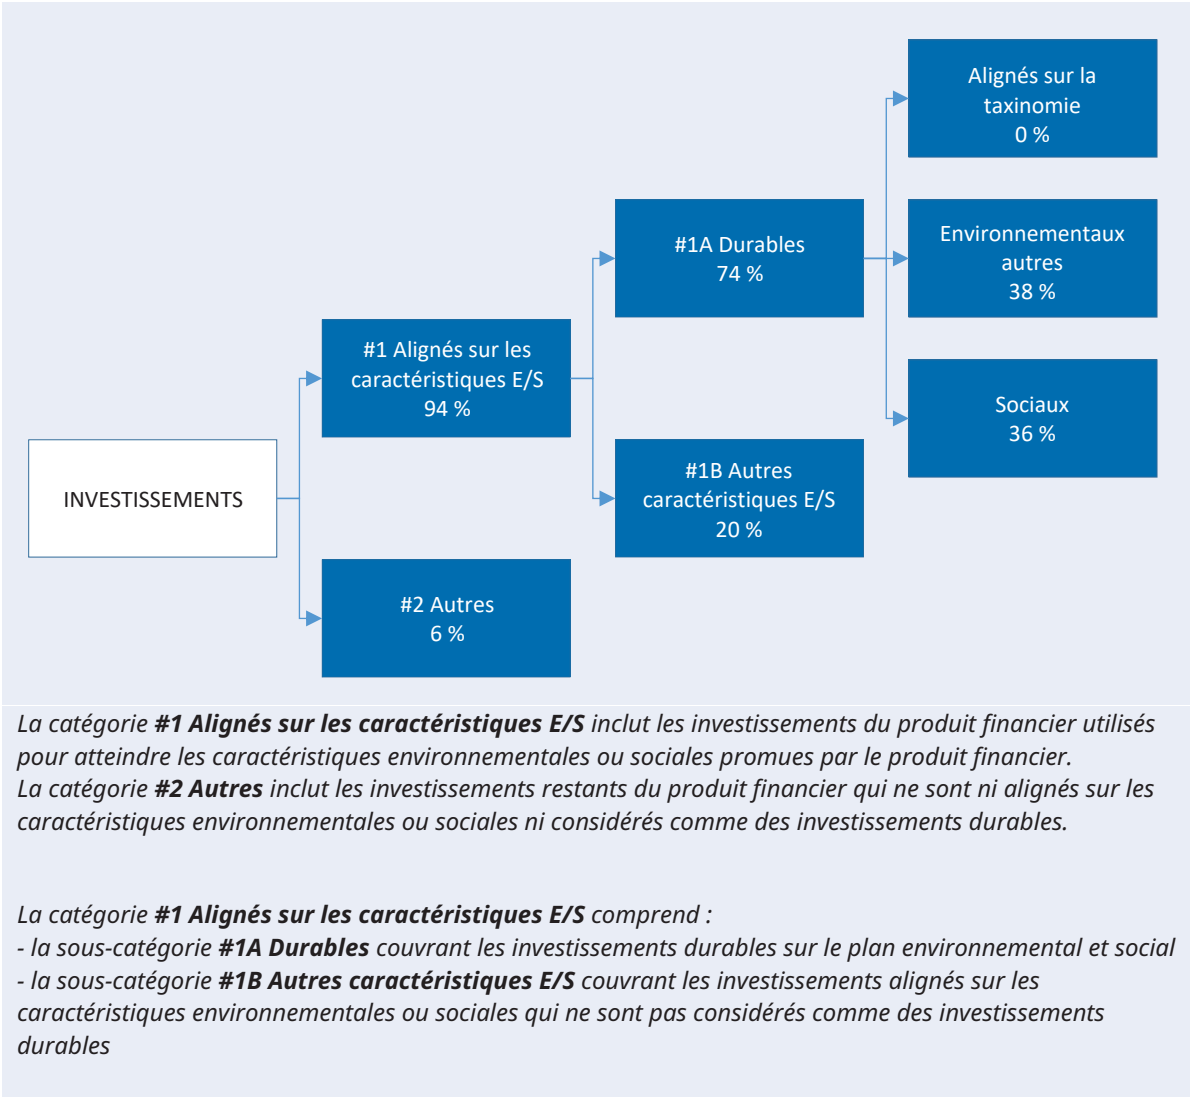 INVESTISSEMENTS
#1 Alignés sur les
caractéristiques E/S
94 %
#2 Autres
6 %
#1A Durables
74 %
#1B Autres
caractéristiques E/S
20 %
Alignés sur la
taxinomie
0 %
Environnementaux
autres
38 %
Sociaux
36 %
La catégorie #1 Alignés sur les caractéristiques E/S inclut les investissements du produit financier utilisés
pour atteindre les caractéristiques environnementales ou sociales promues par le produit financier.
La catégorie #2 Autres inclut les investissements restants du produit financier qui ne sont ni alignés sur les
caractéristiques environnementales ou sociales ni considérés comme des investissements durables.
La catégorie #1 Alignés sur les caractéristiques E/S comprend :
- la sous-catégorie #1A Durables couvrant les investissements durables sur le plan environnemental et social
- la sous-catégorie #1B Autres caractéristiques E/S couvrant les investissements alignés sur les
caractéristiques environnementales ou sociales qui ne sont pas considérés comme des investissements
durables